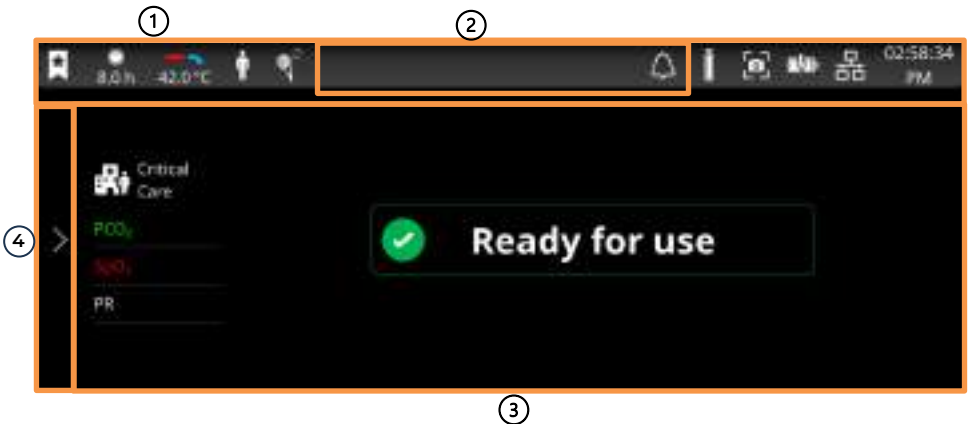 1
2
8.0 h 42.0°C 02:58:34
PM
Critical
Care
PCO₂
SpO₂
PR
Ready for use
4
3